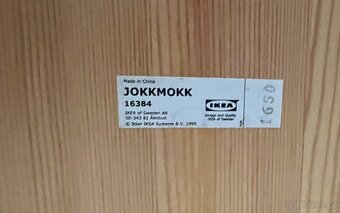 Made in China
JOKKMOKK
16384
IKEA of Sweden AB
SE-343 81 Älmhult
© Inter IKEA Systems B.V. 1999
IKEA
Design and Quality
IKEA of Sweden
1650